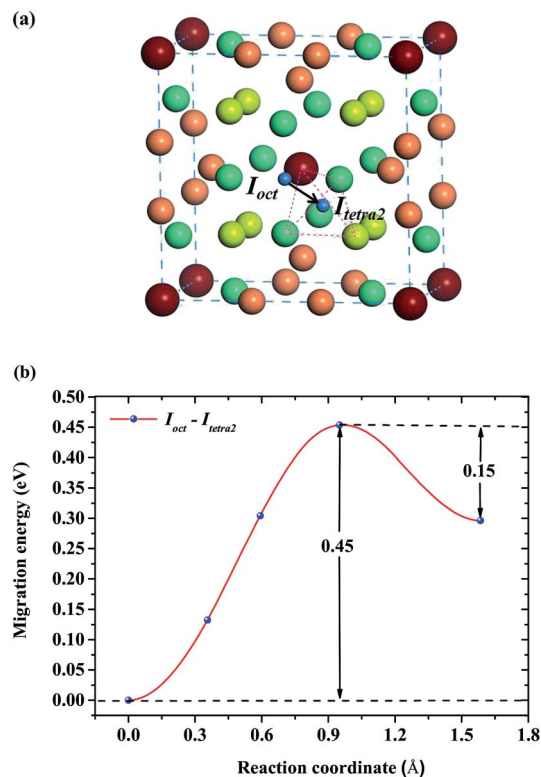 (a)
I_oct
I_tetra2
(b)
I_oct - I_tetra2
0.50
0.45
0.40
0.35
0.30
0.25
0.20
0.15
0.10
0.05
0.00
Migration energy (eV)
0.45
0.15
0.0 0.3 0.6 0.9 1.2 1.5 1.8
Reaction coordinate (Å)